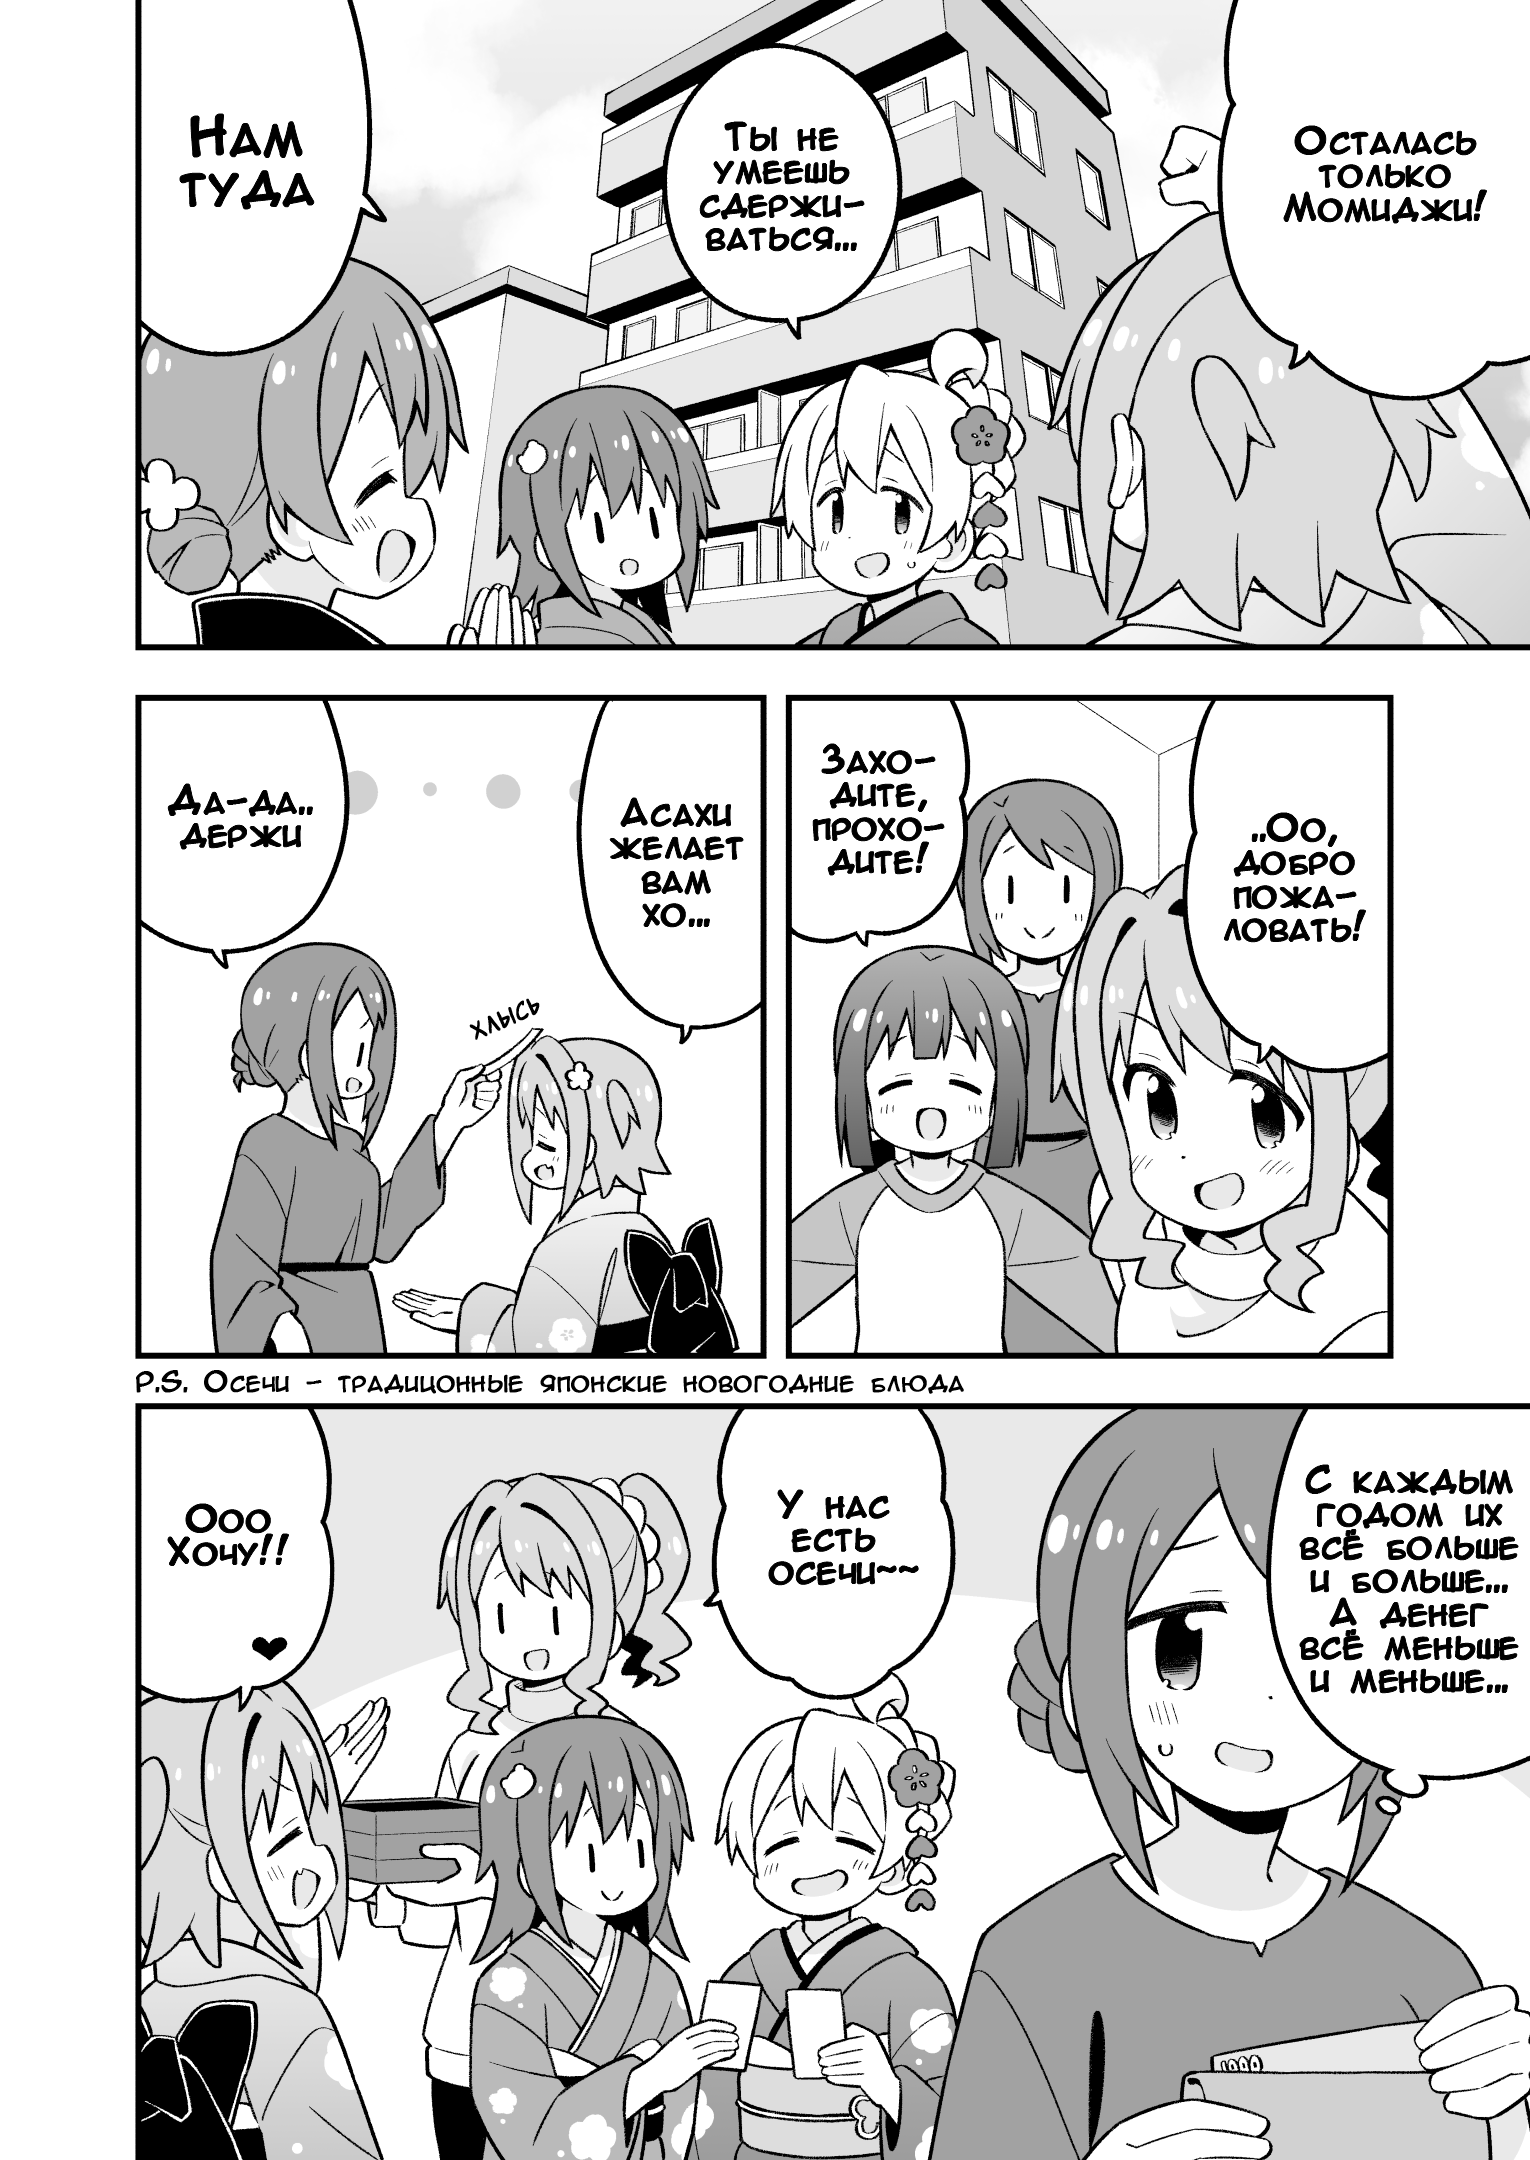 Осталась
только
Момиджи!
Ты не
умеешь
сдержи-
ваться...
Нам
туда
..Оо,
добро
пожа-
ловать!
Захо-
дите,
прохо-
дите!
Асахи
желает
вам
хо...
хлысь
Да-да..
держи
P.S. Осечи - традиционные японские новогодние блюда
С каждым
годом их
всё больше
и больше...
А денег
всё меньше
и меньше...
У нас
есть
осечи~~
Ооо
Хочу!!
❤
1000